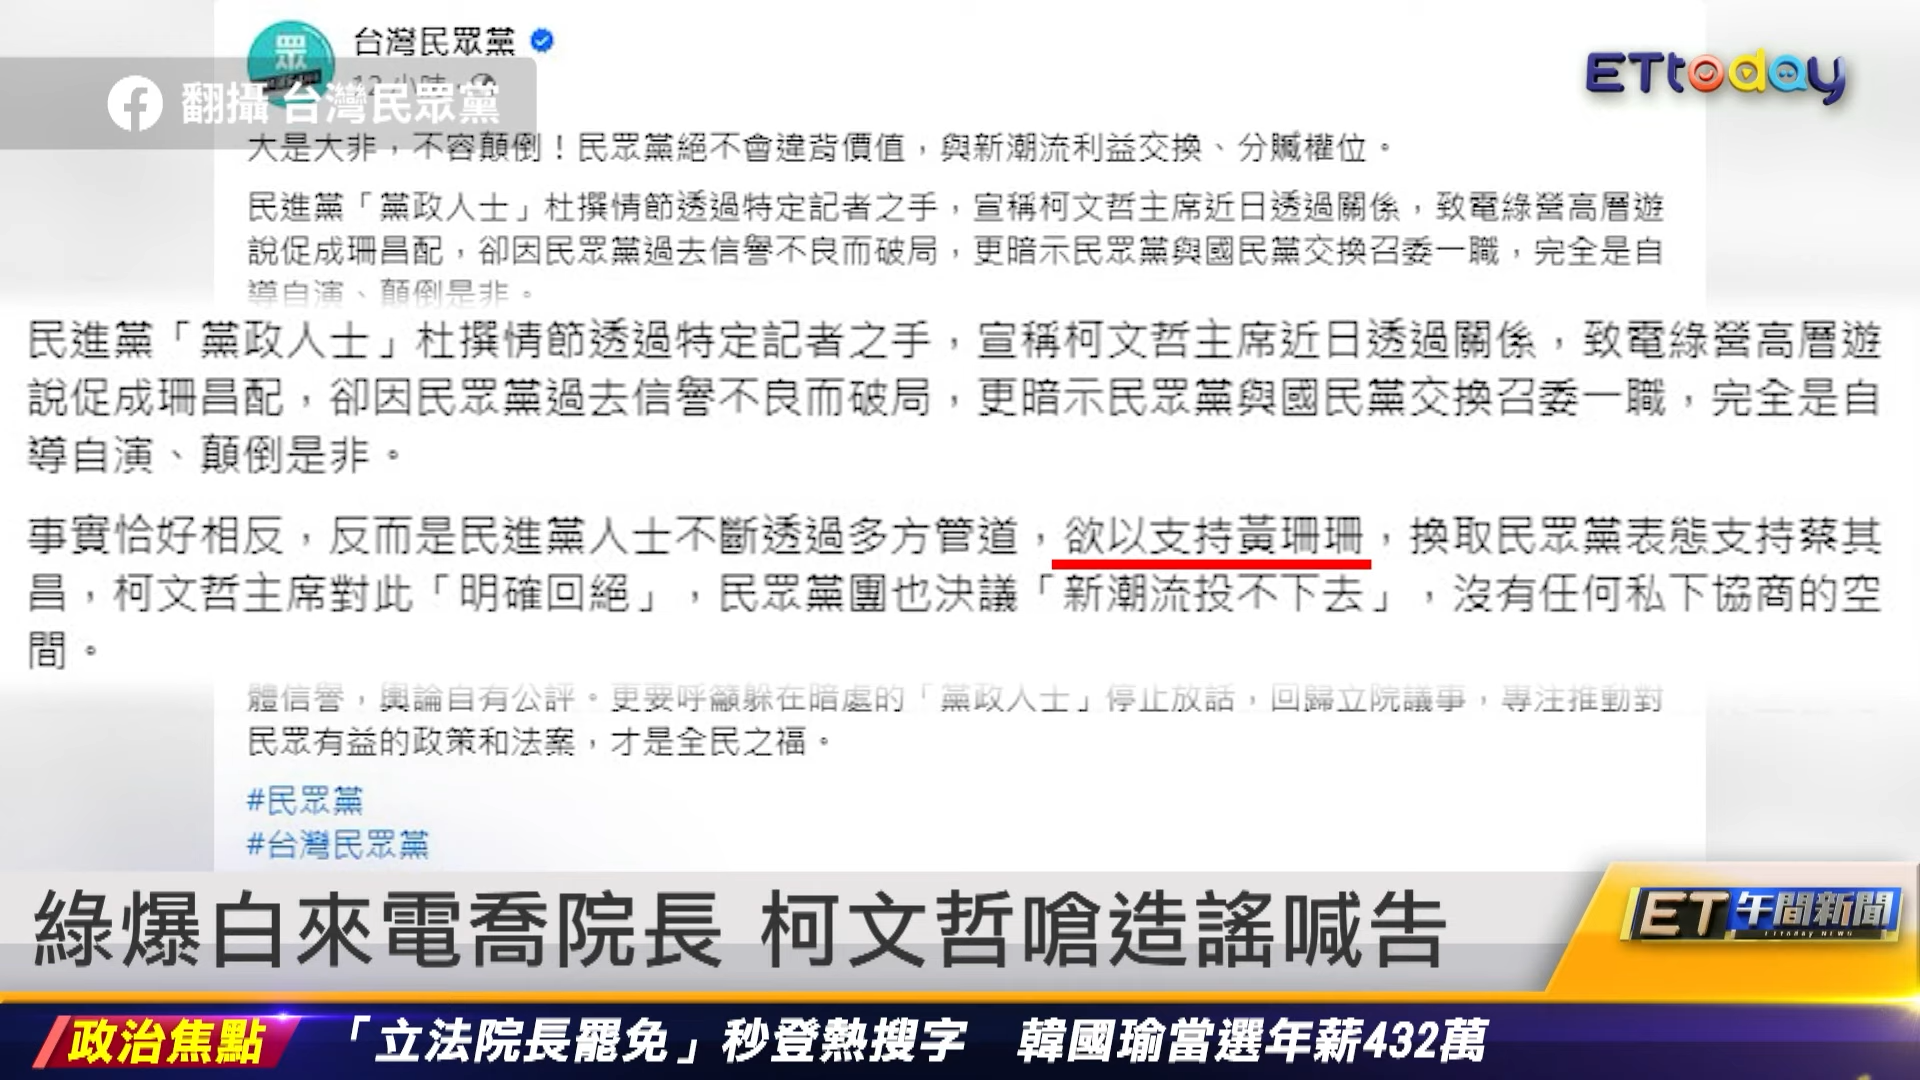 台灣民眾黨
ETtoday
12 小時
翻攝 台灣民眾黨
大是大非，不容顛倒！民眾黨絕不會違背價值，與新潮流利益交換、分贓權位。
民進黨「黨政人士」杜撰情節透過特定記者之手，宣稱柯文哲主席近日透過關係，致電綠營高層遊
說促成珊昌配，卻因民眾黨過去信譽不良而破局，更暗示民眾黨與國民黨交換召委一職，完全是自
導自演、顛倒是非。
民進黨「黨政人士」杜撰情節透過特定記者之手，宣稱柯文哲主席近日透過關係，致電綠營高層遊
說促成珊昌配，卻因民眾黨過去信譽不良而破局，更暗示民眾黨與國民黨交換召委一職，完全是自
導自演、顛倒是非。
事實恰好相反，反而是民進黨人士不斷透過多方管道，欲以支持黃珊珊，換取民眾黨表態支持蔡其
昌，柯文哲主席對此「明確回絕」，民眾黨團也決議「新潮流投不下去」，沒有任何私下協商的空
間。
體信譽，輿論自有公評。更要呼籲躲在暗處的「黨政人士」停止放話，回歸立院議事，專注推動對
民眾有益的政策和法案，才是全民之福。
#民眾黨
#台灣民眾黨
綠爆白來電喬院長 柯文哲嗆造謠喊告
ET午間新聞
ETtoday NEWS
政治焦點 「立法院長罷免」秒登熱搜字 韓國瑜當選年薪432萬